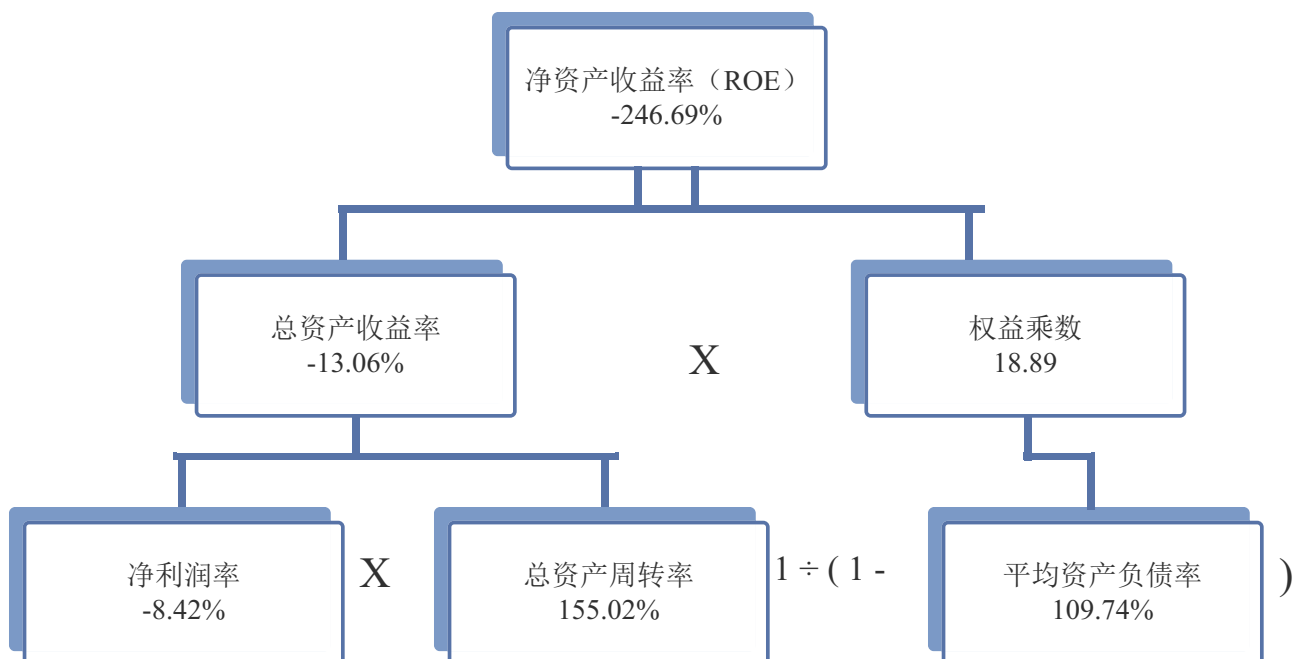 净资产收益率（ROE）
-246.69%
总资产收益率
-13.06%
X
权益乘数
18.89
净利润率
-8.42%
X
总资产周转率
155.02%
1 ÷ ( 1 -
平均资产负债率
109.74%
)